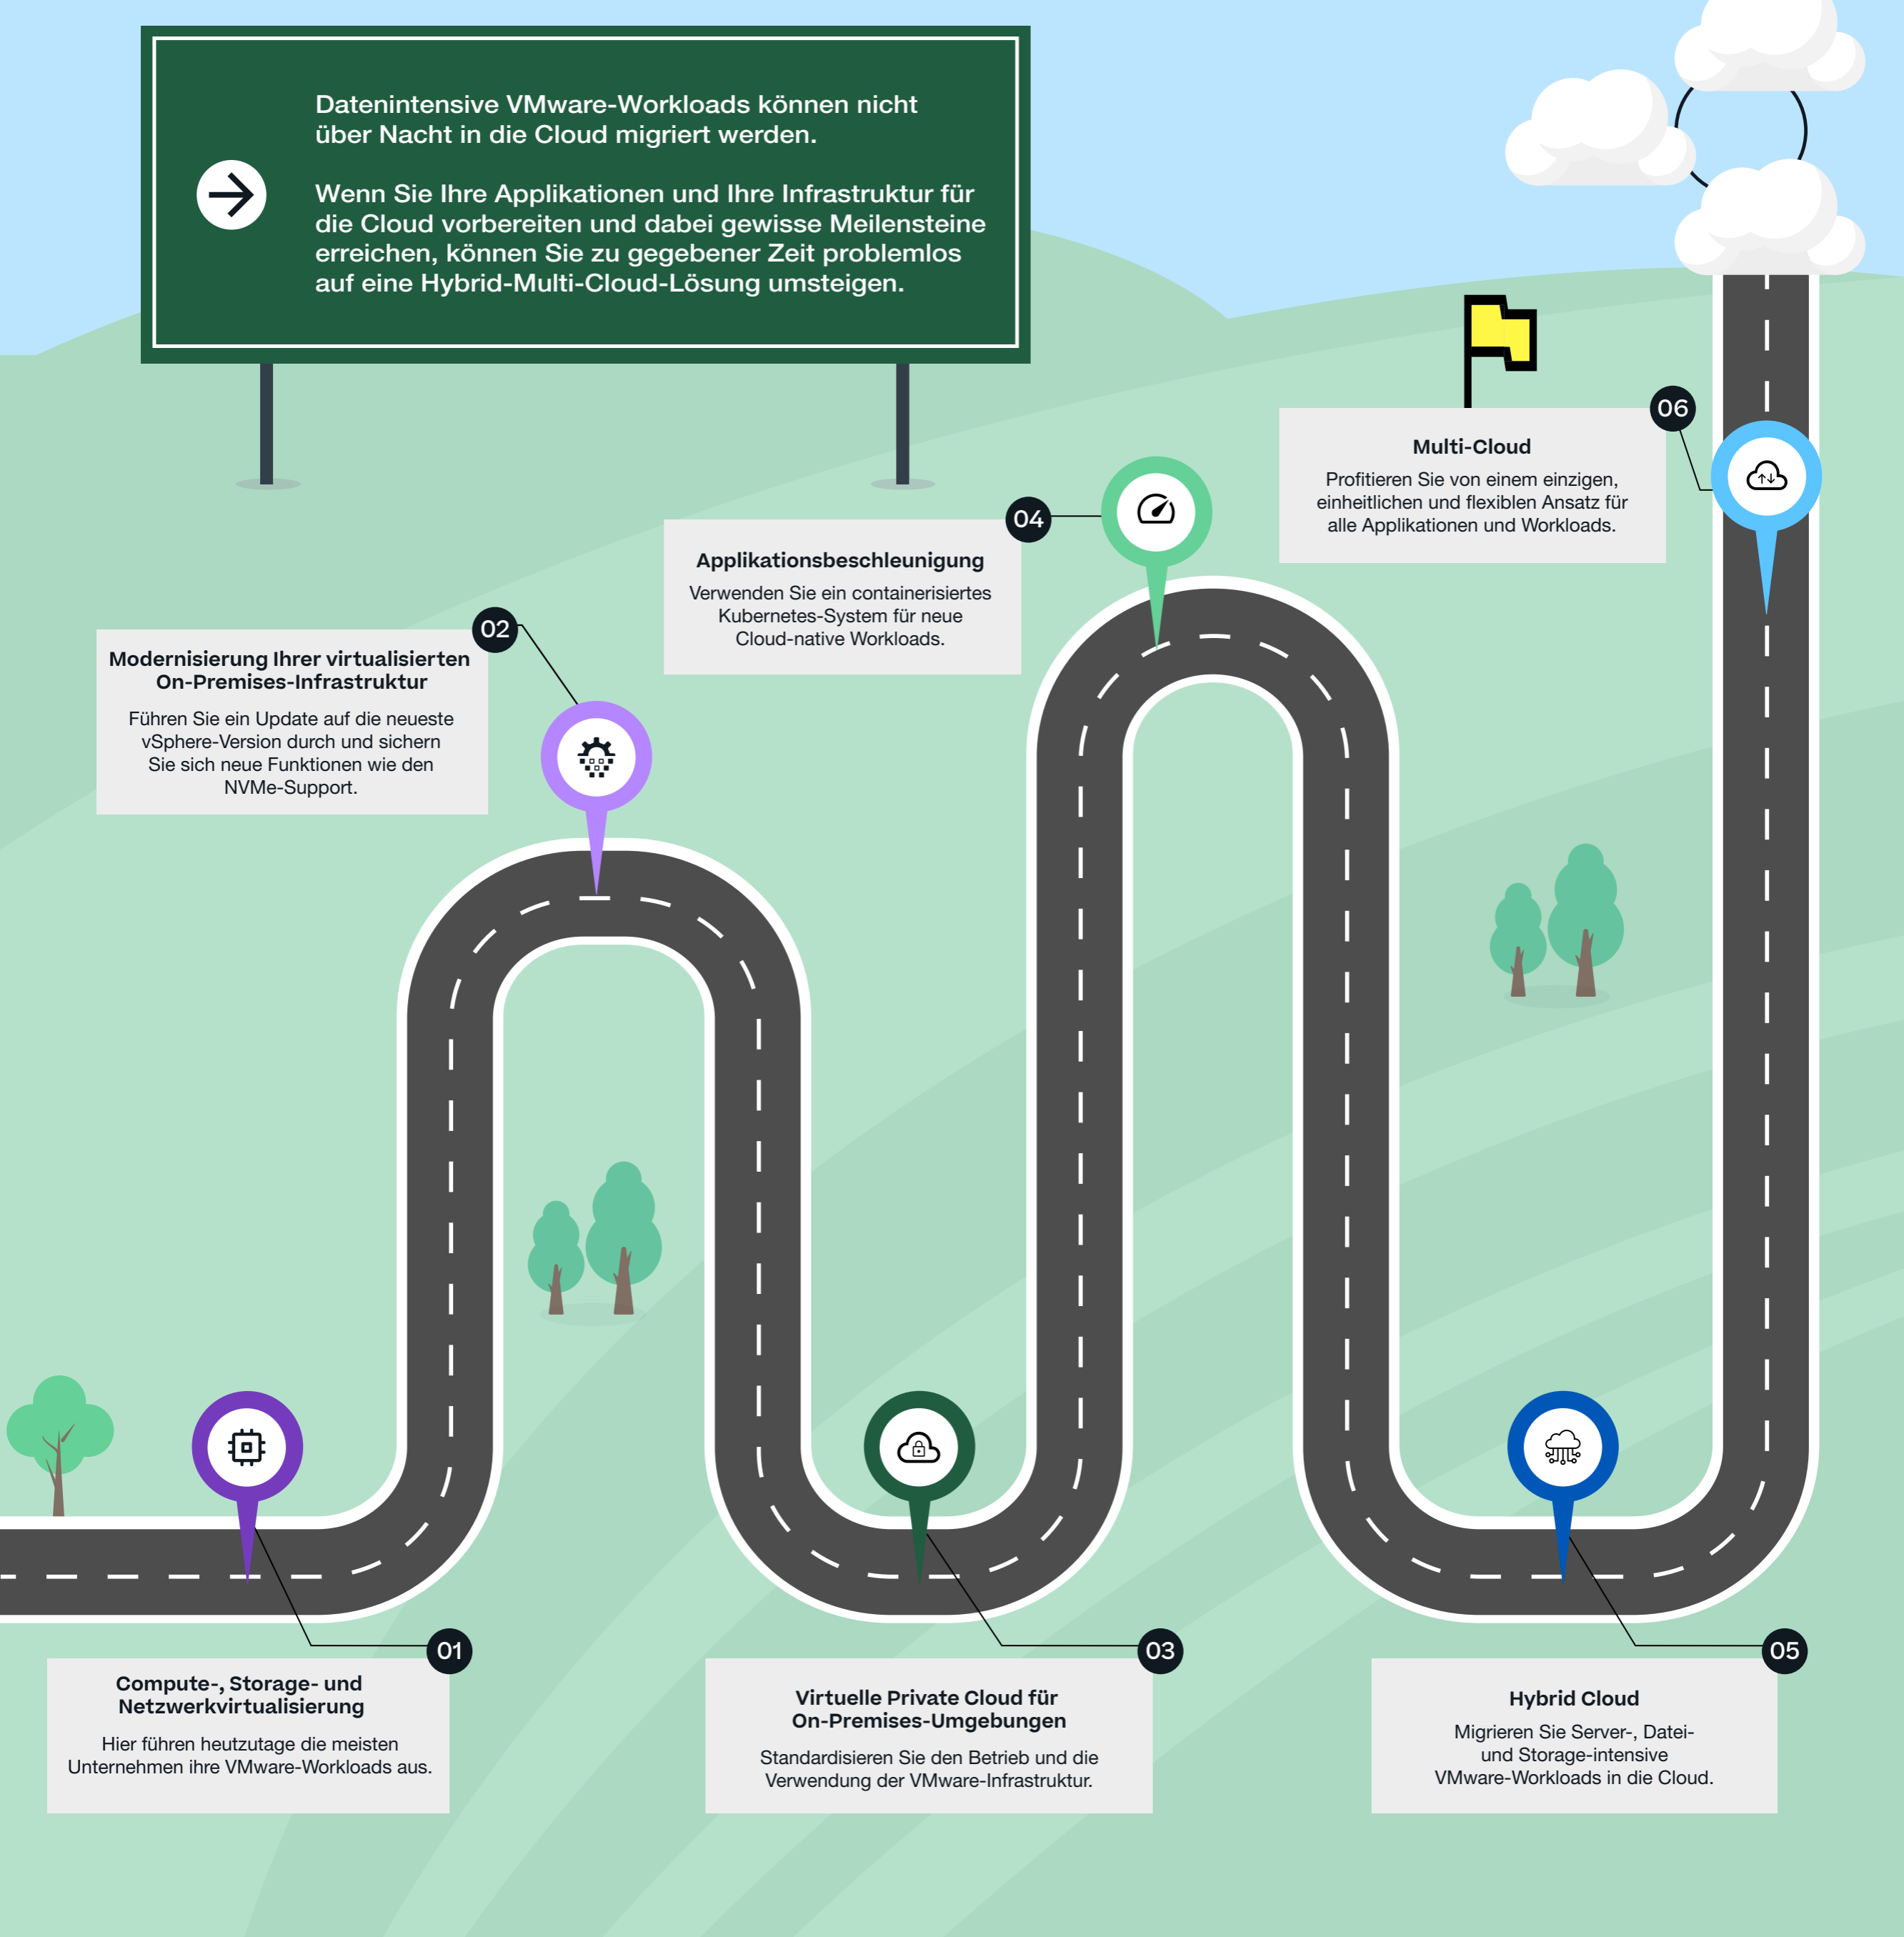 Datenintensive VMware-Workloads können nicht
über Nacht in die Cloud migriert werden.
Wenn Sie Ihre Applikationen und Ihre Infrastruktur für
die Cloud vorbereiten und dabei gewisse Meilensteine
erreichen, können Sie zu gegebener Zeit problemlos
auf eine Hybrid-Multi-Cloud-Lösung umsteigen.
01
Compute-, Storage- und
Netzwerkvirtualisierung
Hier führen heutzutage die meisten
Unternehmen ihre VMware-Workloads aus.
02
Modernisierung Ihrer virtualisierten
On-Premises-Infrastruktur
Führen Sie ein Update auf die neueste
vSphere-Version durch und sichern
Sie sich neue Funktionen wie den
NVMe-Support.
03
Virtuelle Private Cloud für
On-Premises-Umgebungen
Standardisieren Sie den Betrieb und die
Verwendung der VMware-Infrastruktur.
04
Applikationsbeschleunigung
Verwenden Sie ein containerisiertes
Kubernetes-System für neue
Cloud-native Workloads.
05
Hybrid Cloud
Migrieren Sie Server-, Datei-
und Storage-intensive
VMware-Workloads in die Cloud.
06
Multi-Cloud
Profitieren Sie von einem einzigen,
einheitlichen und flexiblen Ansatz für
alle Applikationen und Workloads.